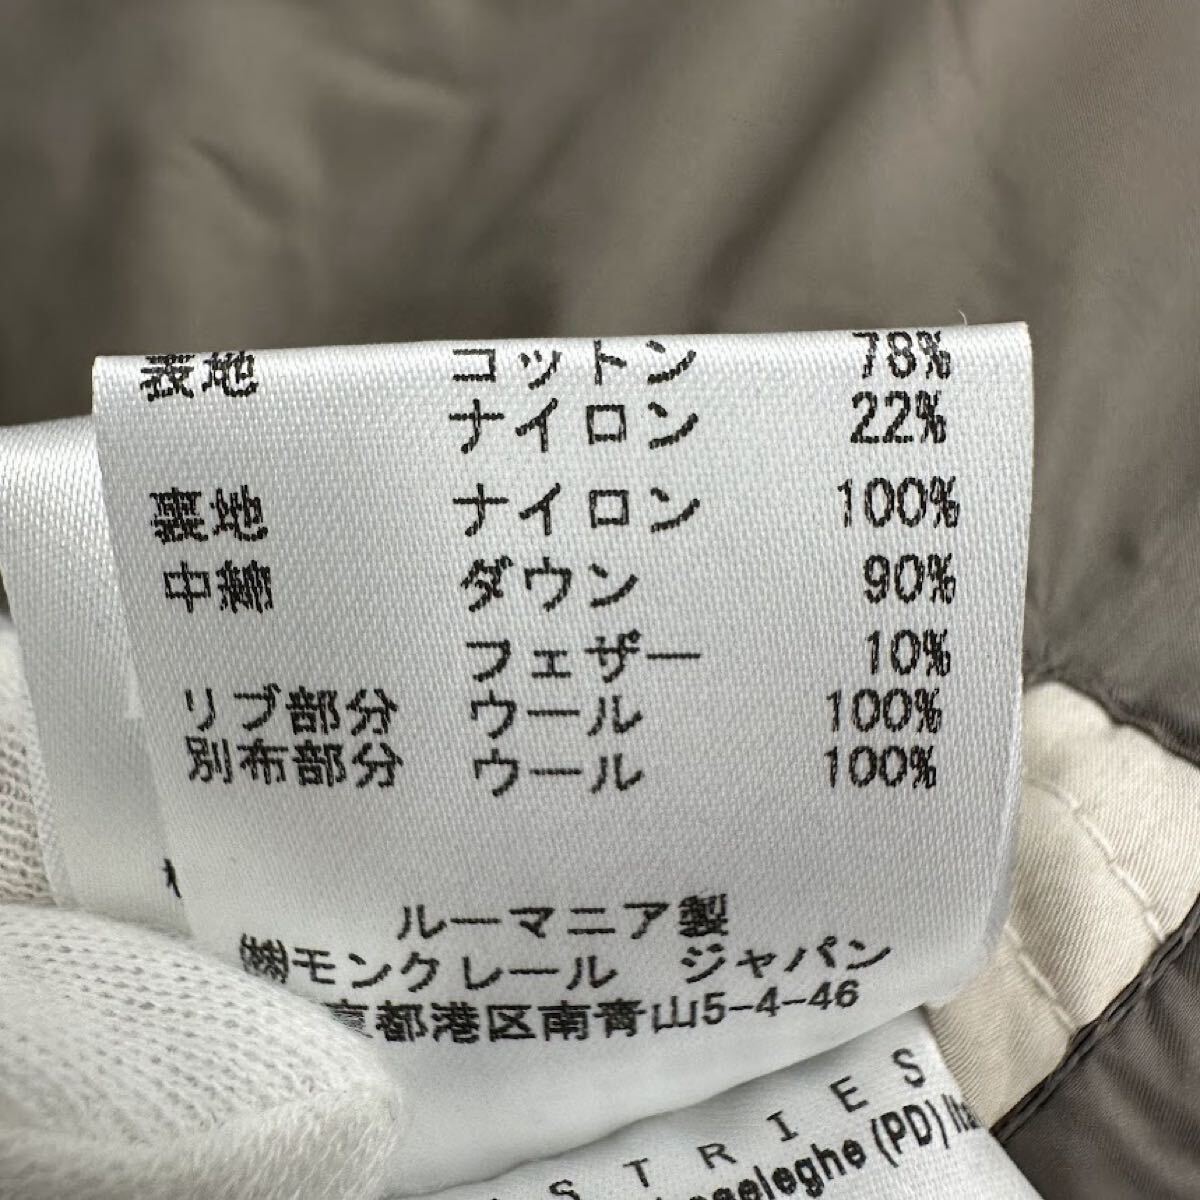 表地 コットン 78%
ナイロン 22%
裏地 ナイロン 100%
中綿 ダウン 90%
フェザー 10%
リブ部分 ウール 100%
別布部分 ウール 100%
ルーマニア製
㈱モンクレール ジャパン
京都港区南青山5-4-46
STRIES
(PD)